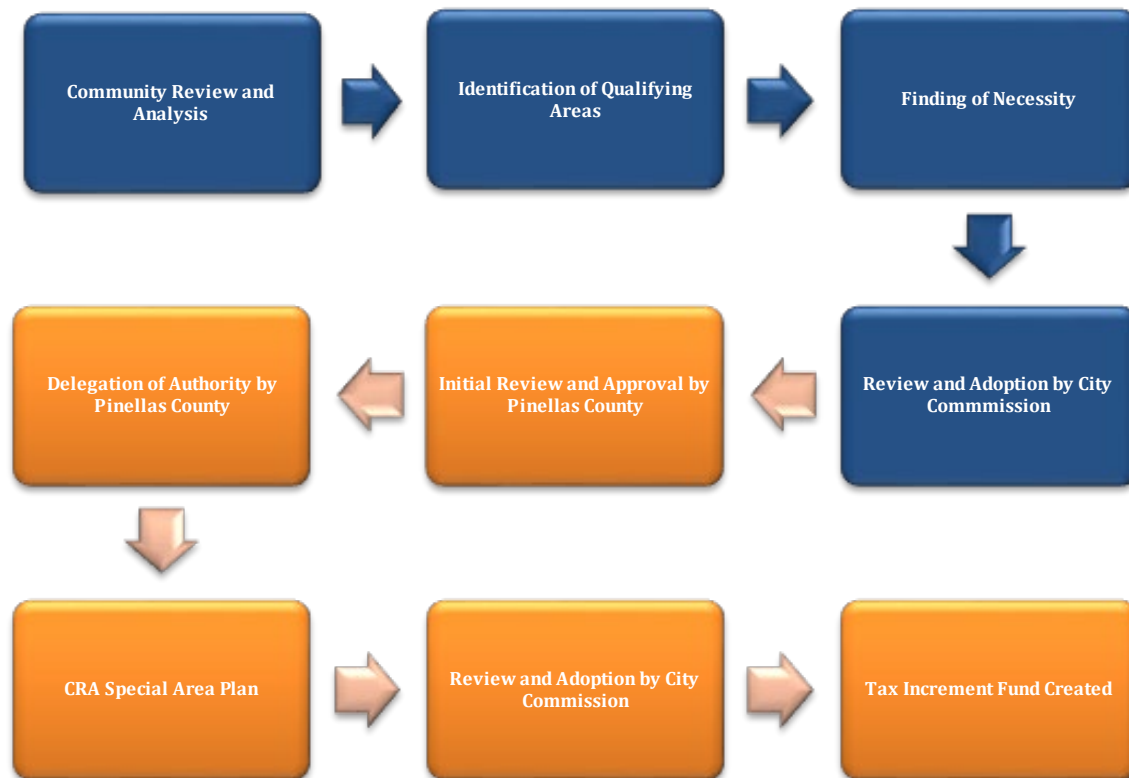 Community Review and
Analysis
Identification of Qualifying
Areas
Finding of Necessity
Review and Adoption by City
Commmission
Initial Review and Approval by
Pinellas County
Delegation of Authority by
Pinellas County
CRA Special Area Plan
Review and Adoption by City
Commission
Tax Increment Fund Created